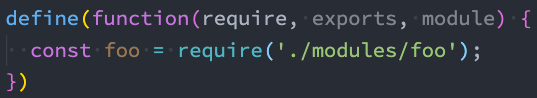 define(function(require, exports, module) {
  const foo = require('./modules/foo');
})